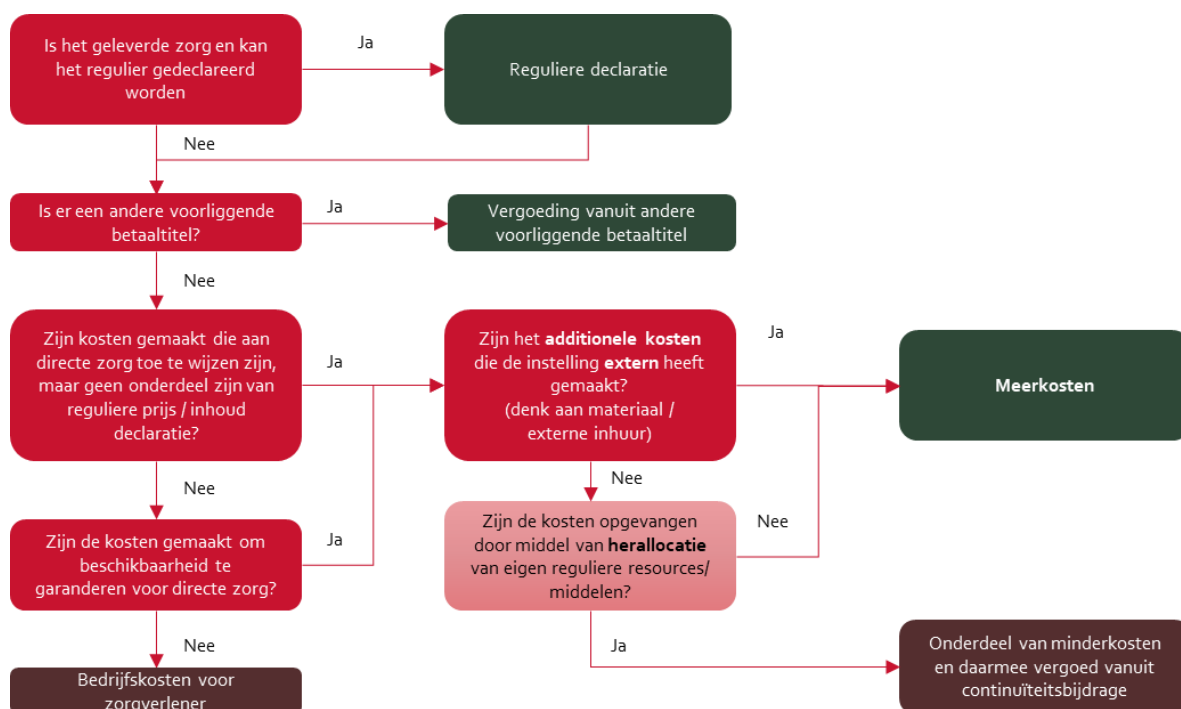 Is het geleverde zorg en kan
het regulier gedeclareerd
worden
Ja
Reguliere declaratie
Nee
Is er een andere voorliggende
betaaltitel?
Ja
Vergoeding vanuit andere
voorliggende betaaltitel
Nee
Zijn kosten gemaakt die aan
directe zorg toe te wijzen zijn,
maar geen onderdeel zijn van
reguliere prijs / inhoud
declaratie?
Ja
Zijn het additionele kosten
die de instelling extern heeft
gemaakt?
(denk aan materiaal /
externe inhuur)
Ja
Meerkosten
Nee
Nee
Zijn de kosten gemaakt om
beschikbaarheid te
garanderen voor directe zorg?
Ja
Zijn de kosten opgevangen
door middel van herallocatie
van eigen reguliere resources/
middelen?
Nee
Nee
Ja
Bedrijfskosten voor
zorgverlener
Onderdeel van minderkosten
en daarmee vergoed vanuit
continuïteitsbijdrage